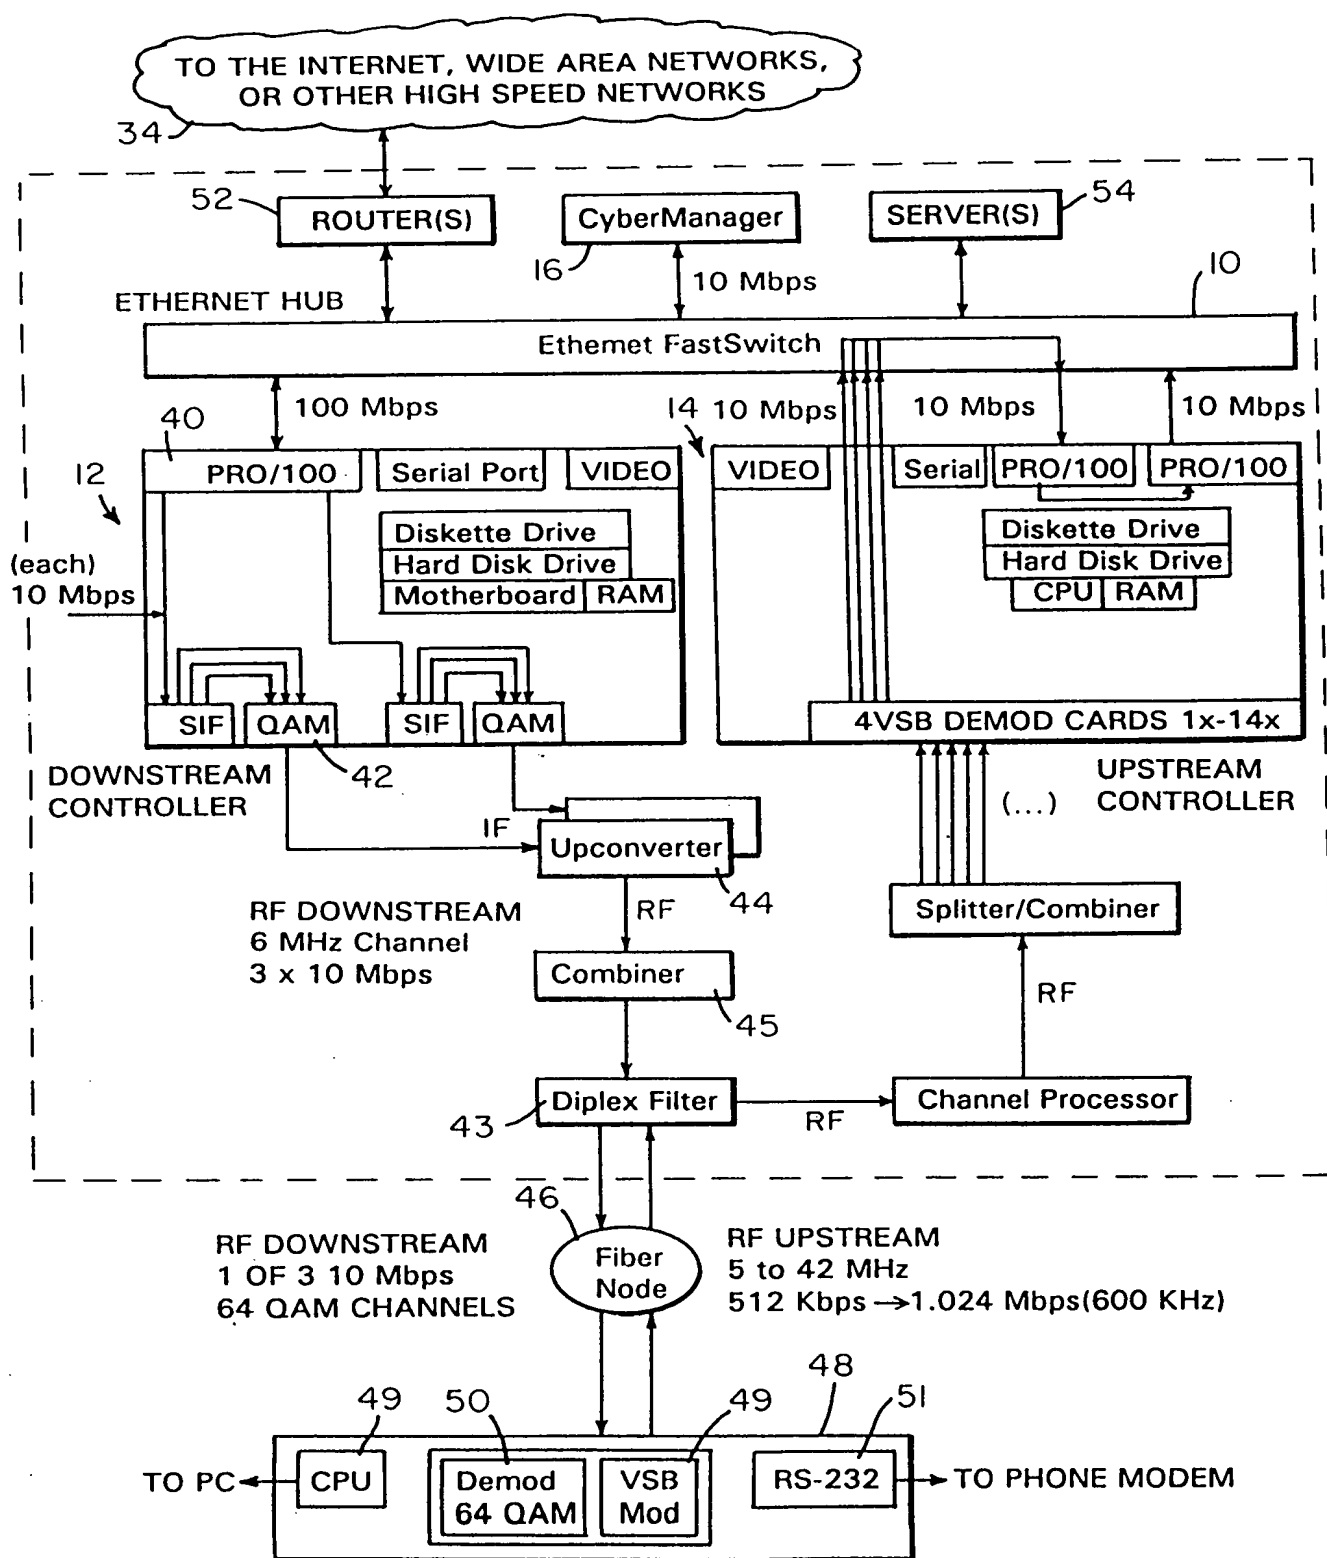 TO THE INTERNET, WIDE AREA NETWORKS,
OR OTHER HIGH SPEED NETWORKS
34
52
ROUTER(S)
CyberManager
16
SERVER(S)
54
10 Mbps
10
ETHERNET HUB
Ethemet FastSwitch
100 Mbps
14
10 Mbps
10 Mbps
10 Mbps
40
12
PRO/100
Serial Port
VIDEO
VIDEO
Serial
PRO/100
PRO/100
Diskette Drive
Hard Disk Drive
Motherboard
RAM
Diskette Drive
Hard Disk Drive
CPU
RAM
(each)
10 Mbps
SIF
QAM
SIF
QAM
4VSB DEMOD CARDS 1x-14x
42
DOWNSTREAM
CONTROLLER
UPSTREAM
CONTROLLER
(...)
IF
Upconverter
44
RF DOWNSTREAM
6 MHz Channel
3 x 10 Mbps
RF
Splitter/Combiner
Combiner
45
RF
Diplex Filter
43
RF
Channel Processor
46
RF DOWNSTREAM
1 OF 3 10 Mbps
64 QAM CHANNELS
Fiber
Node
RF UPSTREAM
5 to 42 MHz
512 Kbps →1.024 Mbps(600 KHz)
49
50
49
48
51
TO PC
CPU
Demod
64 QAM
VSB
Mod
RS-232
TO PHONE MODEM